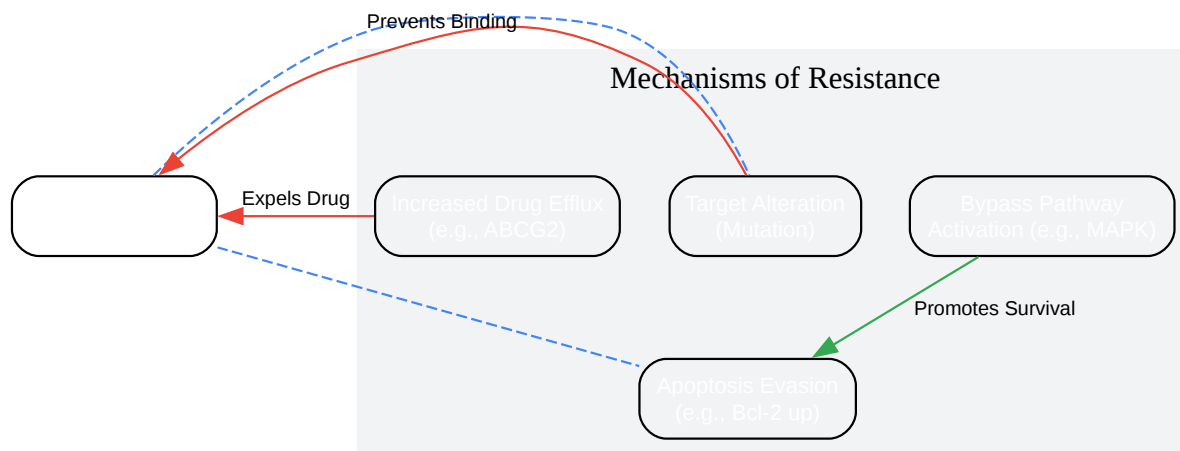 Prevents Binding
Mechanisms of Resistance
Expels Drug
Increased Drug Efflux
(e.g., ABCG2)
Target Alteration
(Mutation)
Bypass Pathway
Activation (e.g., MAPK)
Promotes Survival
Apoptosis Evasion
(e.g., Bcl-2 up)